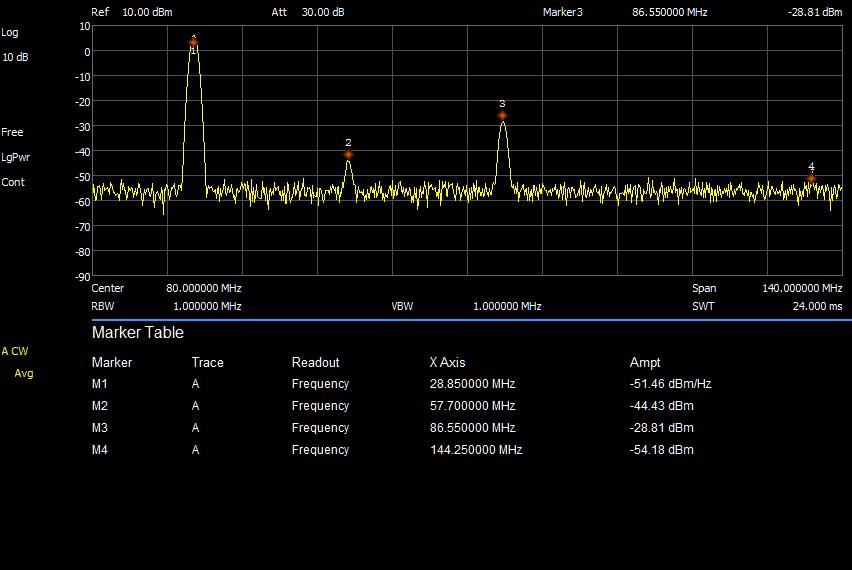 Ref 10.00 dBm Att 30.00 dB Marker3 86.550000 MHz -28.81 dBm
Log
10 dB
Free
LgPwr
Cont
10
0
-10
-20
-30
-40
-50
-60
-70
-80
-90
1
2
3
4
Center 80.000000 MHz Span 140.000000 MHz
RBW 1.000000 MHz VBW 1.000000 MHz SWT 24.000 ms
Marker Table
A CW
Avg
Marker Trace Readout X Axis Ampt
M1 A Frequency 28.850000 MHz -51.46 dBm/Hz
M2 A Frequency 57.700000 MHz -44.43 dBm
M3 A Frequency 86.550000 MHz -28.81 dBm
M4 A Frequency 144.250000 MHz -54.18 dBm